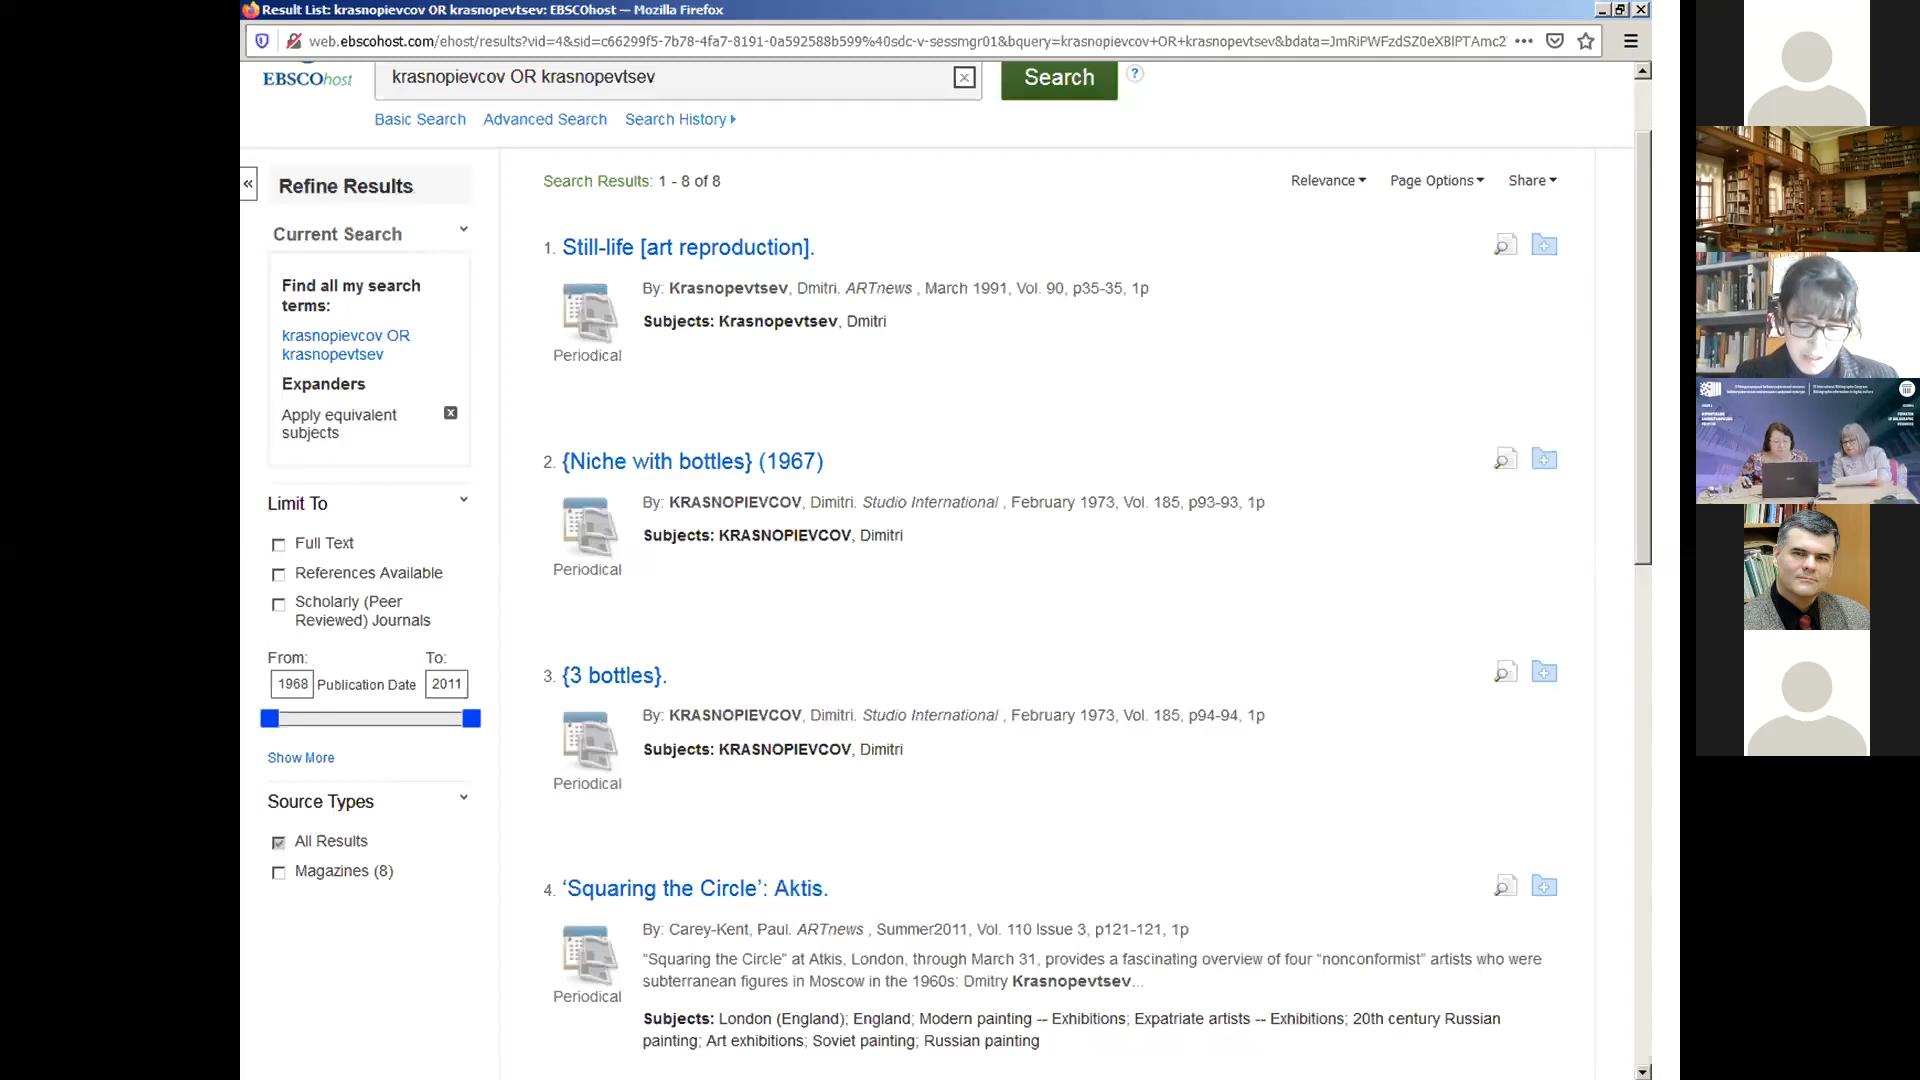 Result List: krasnopievcov OR krasnopevtsev: EBSCOhost — Mozilla Firefox
web.ebscohost.com/ehost/results?vid=4&sid=c66299f5-7b78-4fa7-8191-0a592588b599%40sdc-v-sessmgr01&bquery=krasnopievcov+OR+krasnopevtsev&bdata=JmRiPWFzdSZ0eXBlPTAmc2
EBSCOhost
krasnopievcov OR krasnopevtsev
Search
?
Basic Search Advanced Search Search History
« Refine Results
Search Results: 1 - 8 of 8
Relevance Page Options Share
Current Search
Find all my search
terms:
krasnopievcov OR
krasnopevtsev
Expanders
Apply equivalent
subjects
Limit To
Full Text
References Available
Scholarly (Peer
Reviewed) Journals
From: To:
1968 Publication Date 2011
Show More
Source Types
All Results
Magazines (8)
1. Still-life [art reproduction].
By: Krasnopevtsev, Dmitri. ARTnews , March 1991, Vol. 90, p35-35, 1p
Subjects: Krasnopevtsev, Dmitri
Periodical
2. {Niche with bottles} (1967)
By: KRASNOPIEVCOV, Dimitri. Studio International , February 1973, Vol. 185, p93-93, 1p
Subjects: KRASNOPIEVCOV, Dimitri
Periodical
3. {3 bottles}.
By: KRASNOPIEVCOV, Dimitri. Studio International , February 1973, Vol. 185, p94-94, 1p
Subjects: KRASNOPIEVCOV, Dimitri
Periodical
4. ‘Squaring the Circle’: Aktis.
By: Carey-Kent, Paul. ARTnews , Summer2011, Vol. 110 Issue 3, p121-121, 1p
“Squaring the Circle” at Atkis, London, through March 31, provides a fascinating overview of four “nonconformist” artists who were
subterranean figures in Moscow in the 1960s: Dmitry Krasnopevtsev...
Periodical
Subjects: London (England); England; Modern painting -- Exhibitions; Expatriate artists -- Exhibitions; 20th century Russian
painting; Art exhibitions; Soviet painting; Russian painting